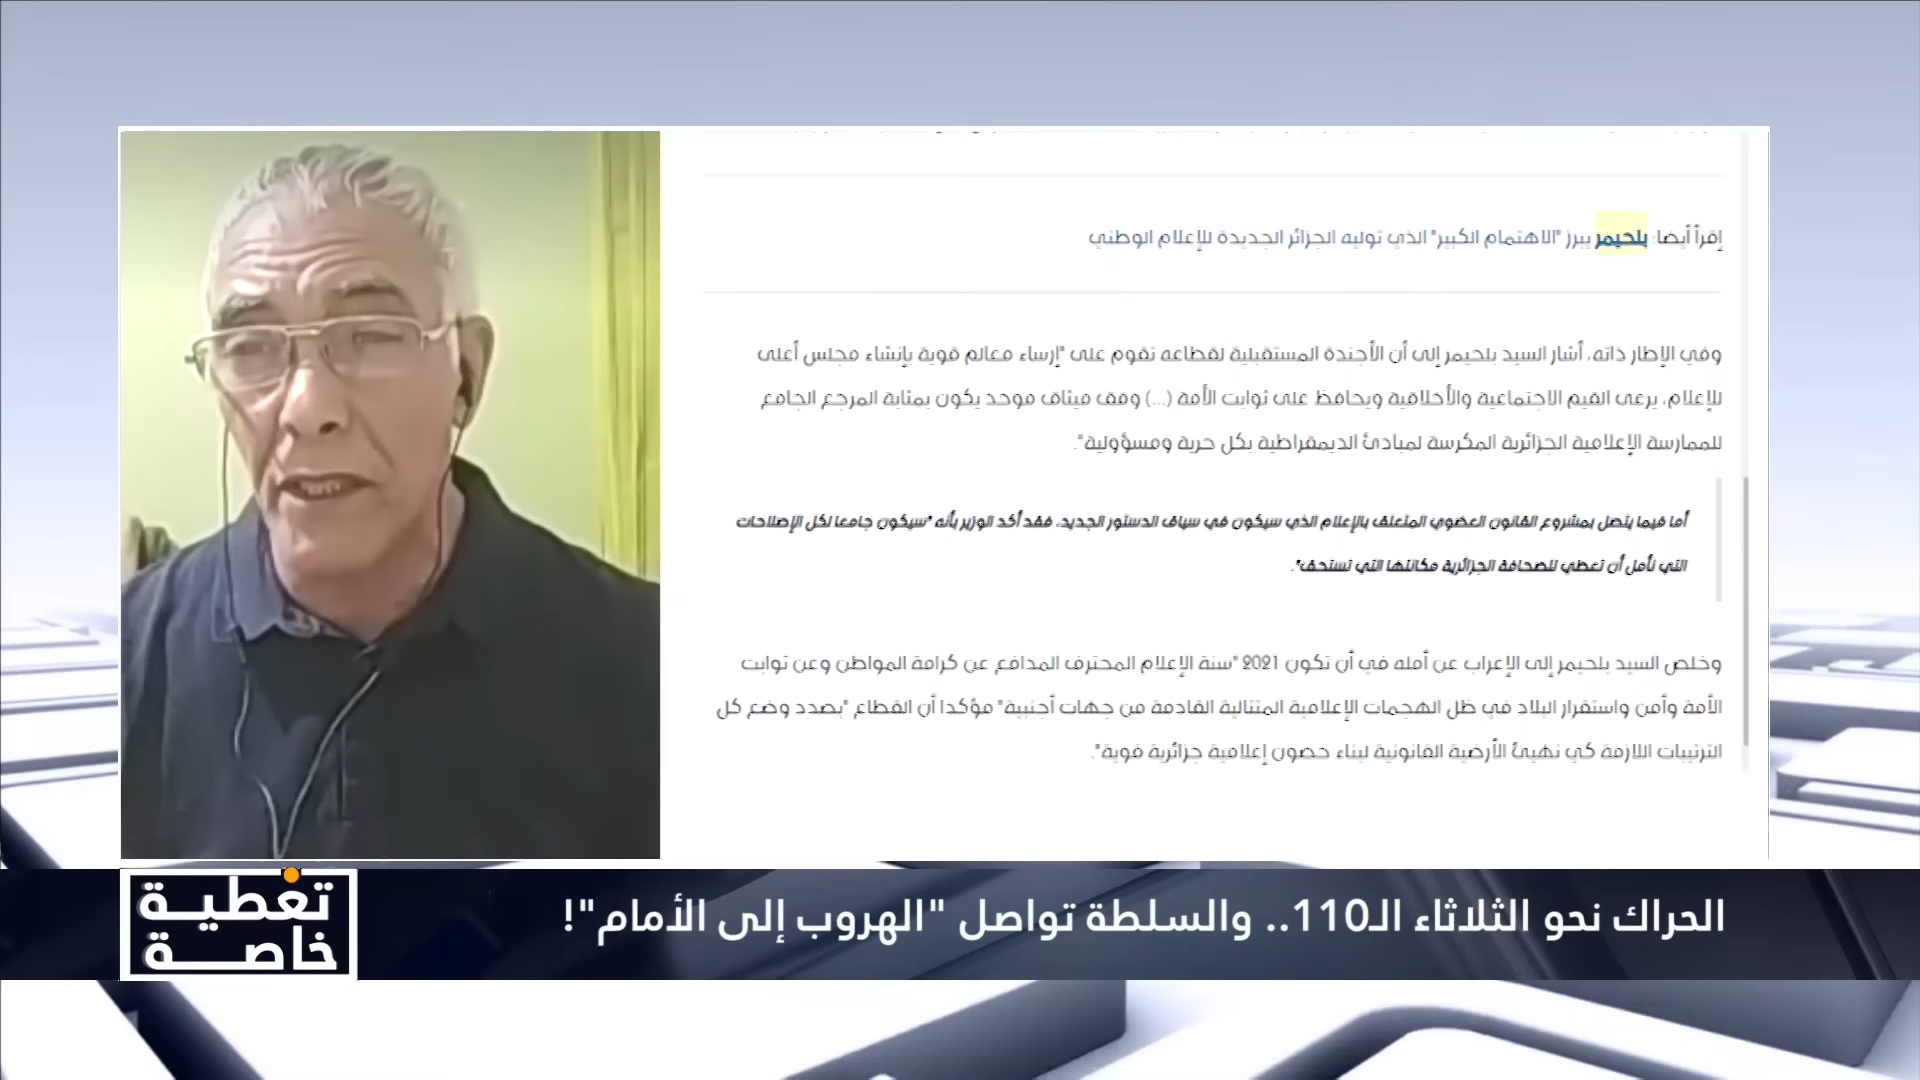 إقرأ أيضا: بلحيمر يبرز "الاهتمام الكبير" الذي توليه الجزائر الجديدة للإعلام الوطني
وفي الإطار ذاته، أشار السيد بلحيمر إلى أن الأجندة المستقبلية لقطاعه تقوم على "إرساء معالم قوية بإنشاء مجلس أعلى
للإعلام، يرعى القيم الاجتماعية والأخلاقية ويحافظ على ثوابت الأمة (...) وفق ميثاق موحد يكون بمثابة المرجع الجامع
للممارسة الإعلامية الجزائرية المكرسة لمبادئ الديمقراطية بكل حرية ومسؤولية".
أما فيما يتصل بمشروع القانون العضوي المتعلق بالإعلام الذي سيكون في سياق الدستور الجديد، فقد أكد الوزير بأنه "سيكون جامعا لكل الإصلاحات
التي نأمل أن تعطي للصحافة الجزائرية مكانتها التي تستحق".
وخلص السيد بلحيمر إلى الإعراب عن أمله في أن تكون 2021 "سنة الإعلام المحترف المدافع عن كرامة المواطن وعن ثوابت
الأمة وأمن واستقرار البلاد في ظل الهجمات الإعلامية المتتالية القادمة من جهات أجنبية" مؤكدا أن القطاع "بصدد وضع كل
الترتيبات اللازمة كي نهيئ الأرضية القانونية لبناء حصون إعلامية جزائرية قوية".
الحراك نحو الثلاثاء الـ110.. والسلطة تواصل "الهروب إلى الأمام"!
تغطية
خاصة